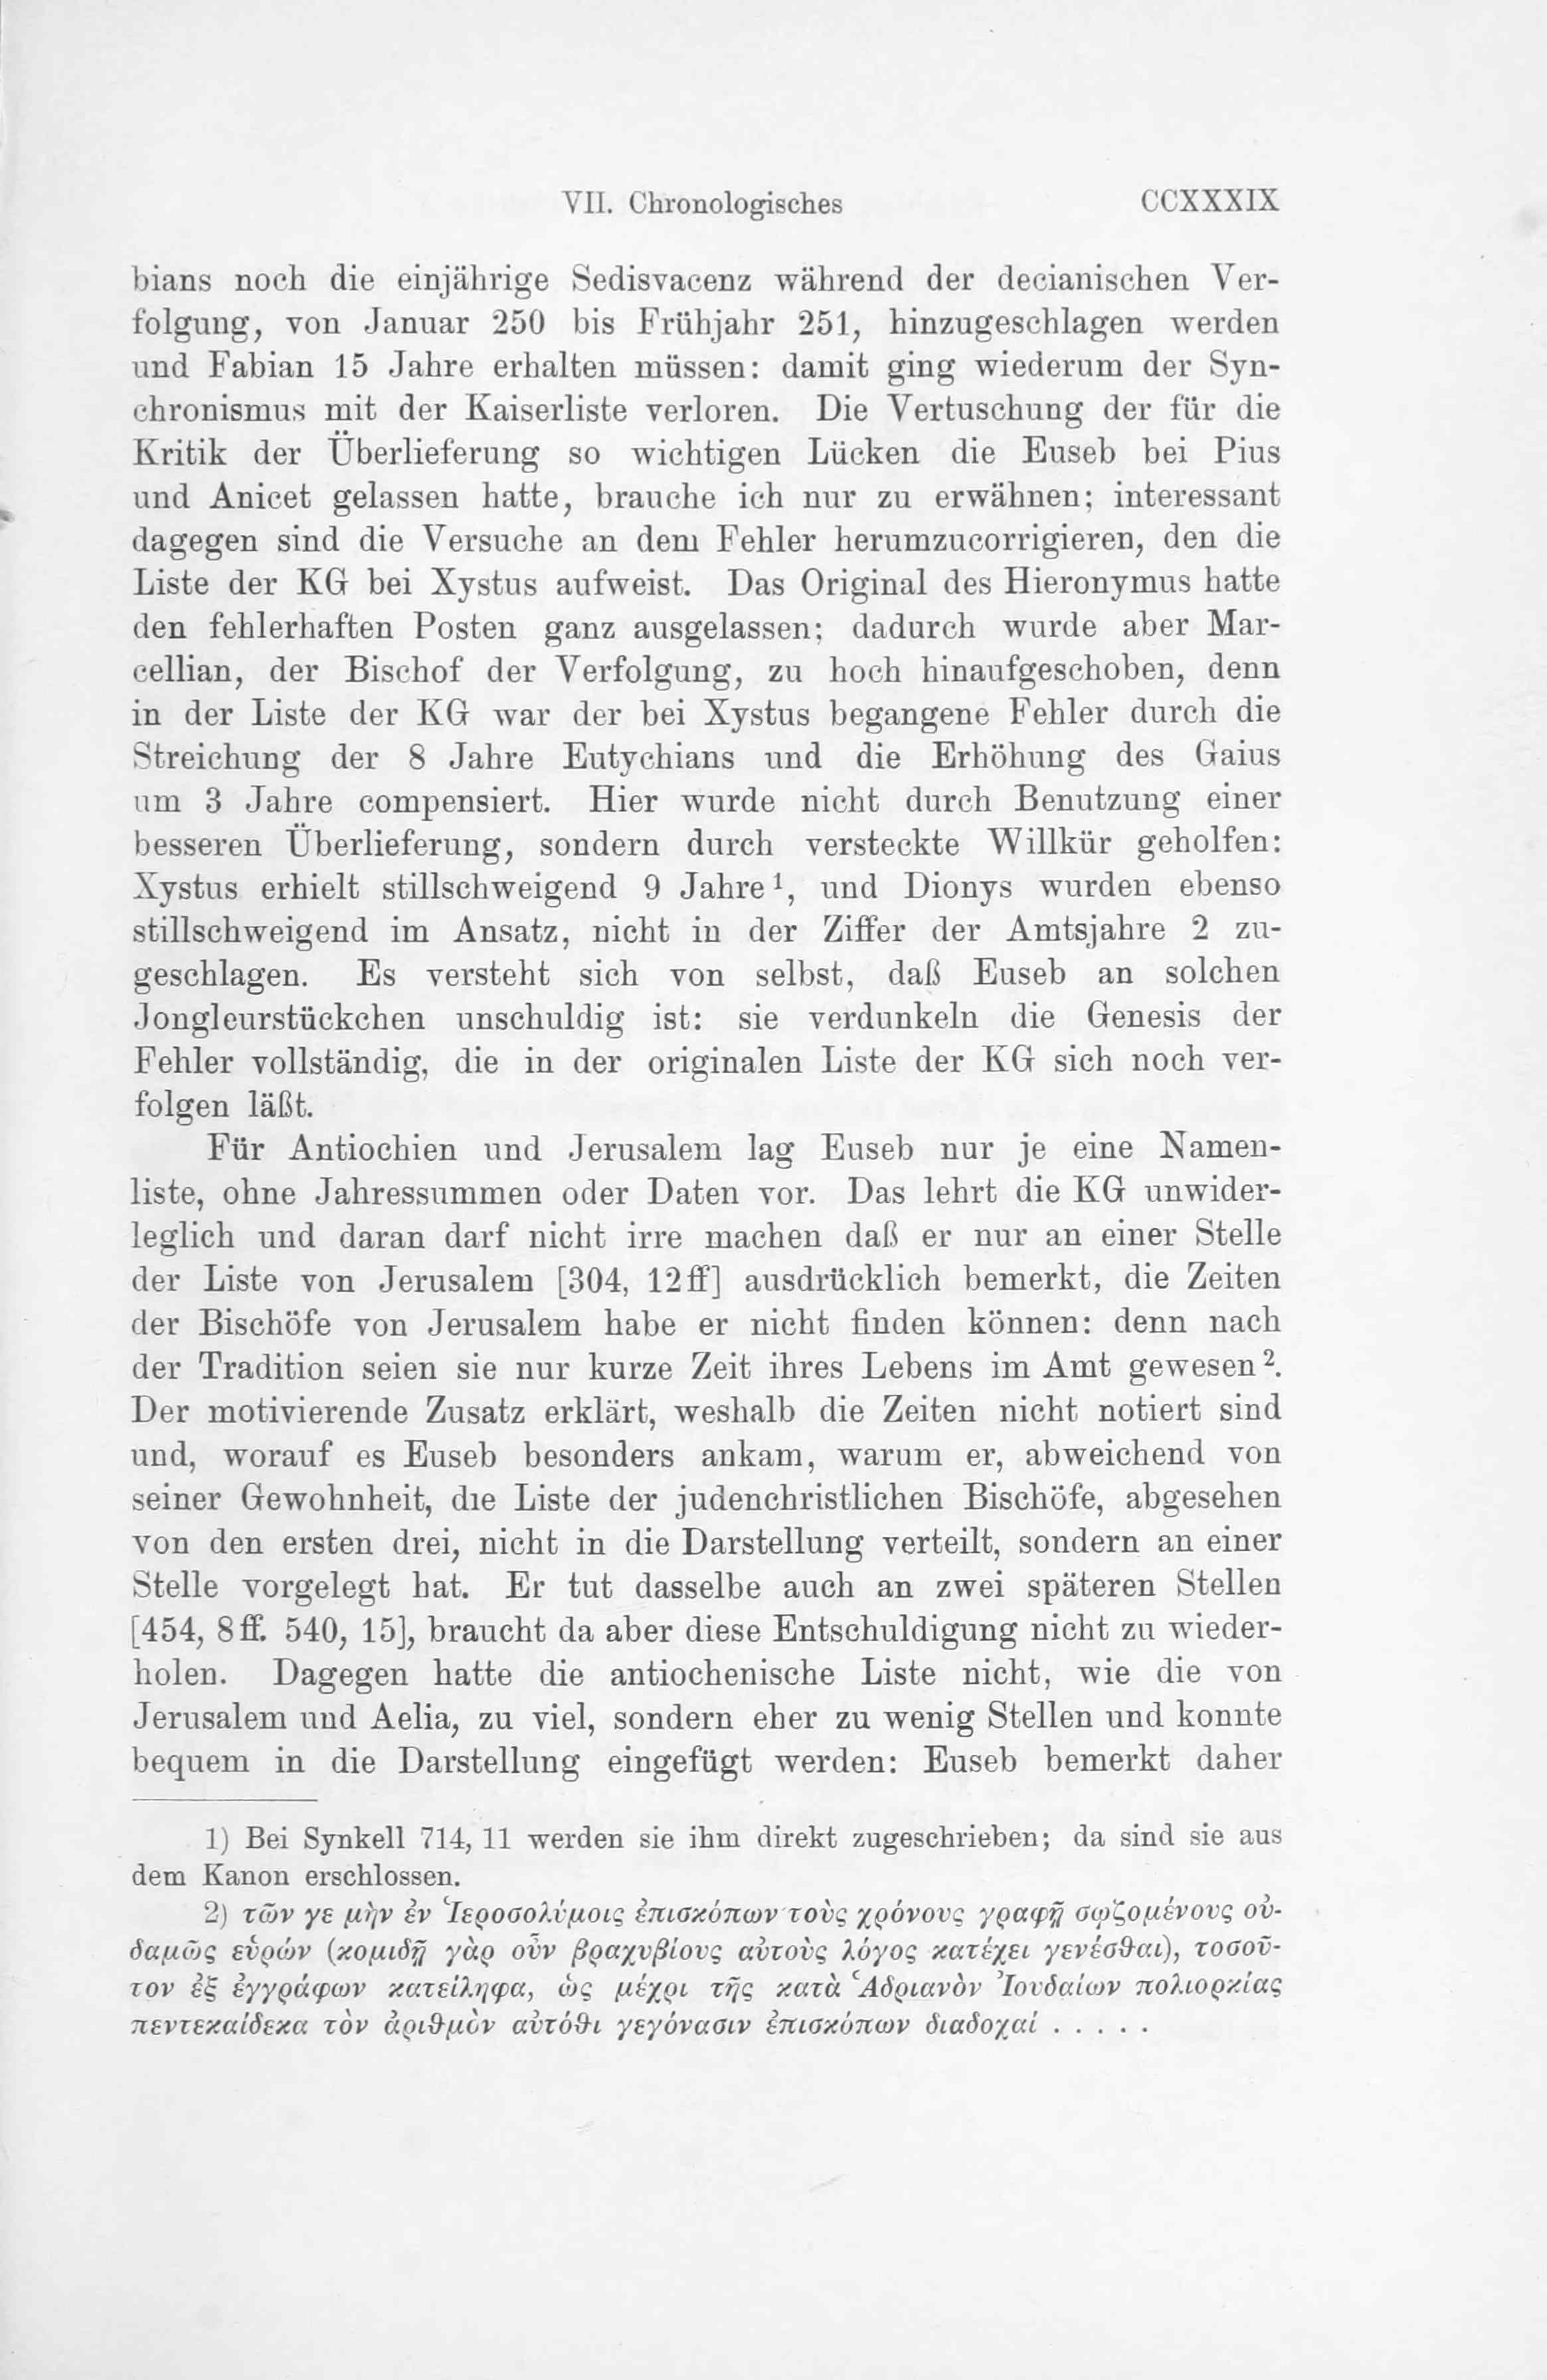 VII. Chronologisches CCXXXIX
bians noch die einjährige Sedisvacenz während der decianischen Ver-
folgung, von Januar 250 bis Frühjahr 251, hinzugeschlagen werden
und Fabian 15 Jahre erhalten müssen: damit ging wiederum der Syn-
chronismus mit der Kaiserliste verloren. Die Vertuschung der für die
Kritik der Überlieferung so wichtigen Lücken die Euseb bei Pius
und Anicet gelassen hatte, brauche ich nur zu erwähnen; interessant
dagegen sind die Versuche an dem Fehler herumzucorrigieren, den die
Liste der KG bei Xystus aufweist. Das Original des Hieronymus hatte
den fehlerhaften Posten ganz ausgelassen; dadurch wurde aber Mar-
cellian, der Bischof der Verfolgung, zu hoch hinaufgeschoben, denn
in der Liste der KG war der bei Xystus begangene Fehler durch die
Streichung der 8 Jahre Eutychians und die Erhöhung des Gaius
um 3 Jahre compensiert. Hier wurde nicht durch Benutzung einer
besseren Überlieferung, sondern durch versteckte Willkür geholfen:
Xystus erhielt stillschweigend 9 Jahre¹, und Dionys wurden ebenso
stillschweigend im Ansatz, nicht in der Ziffer der Amtsjahre 2 zu-
geschlagen. Es versteht sich von selbst, daß Euseb an solchen
Jongleurstückchen unschuldig ist: sie verdunkeln die Genesis der
Fehler vollständig, die in der originalen Liste der KG sich noch ver-
folgen läßt.
Für Antiochien und Jerusalem lag Euseb nur je eine Namen-
liste, ohne Jahressummen oder Daten vor. Das lehrt die KG unwider-
leglich und daran darf nicht irre machen daß er nur an einer Stelle
der Liste von Jerusalem [304, 12ff] ausdrücklich bemerkt, die Zeiten
der Bischöfe von Jerusalem habe er nicht finden können: denn nach
der Tradition seien sie nur kurze Zeit ihres Lebens im Amt gewesen².
Der motivierende Zusatz erklärt, weshalb die Zeiten nicht notiert sind
und, worauf es Euseb besonders ankam, warum er, abweichend von
seiner Gewohnheit, die Liste der judenchristlichen Bischöfe, abgesehen
von den ersten drei, nicht in die Darstellung verteilt, sondern an einer
Stelle vorgelegt hat. Er tut dasselbe auch an zwei späteren Stellen
[454, 8ff. 540, 15], braucht da aber diese Entschuldigung nicht zu wieder-
holen. Dagegen hatte die antiochenische Liste nicht, wie die von
Jerusalem und Aelia, zu viel, sondern eher zu wenig Stellen und konnte
bequem in die Darstellung eingefügt werden: Euseb bemerkt daher
1) Bei Synkell 714, 11 werden sie ihm direkt zugeschrieben; da sind sie aus
dem Kanon erschlossen.
2) τῶν γε μὴν ἐν Ἱεροσολύμοις ἐπισκόπων τοὺς χρόνους γραφῇ σῳζομένους οὐ-
δαμῶς εὑρών (κομιδῇ γὰρ οὖν βραχυβίους αὐτοὺς λόγος κατέχει γενέσθαι), τοσοῦ-
τον ἐξ ἐγγράφων κατείληφα, ὡς μέχρι τῆς κατὰ Ἁδριανὸν Ἰουδαίων πολιορκίας
πεντεκαίδεκα τὸν ἀριθμὸν αὐτόθι γεγόνασιν ἐπισκόπων διαδοχαί . . . . .